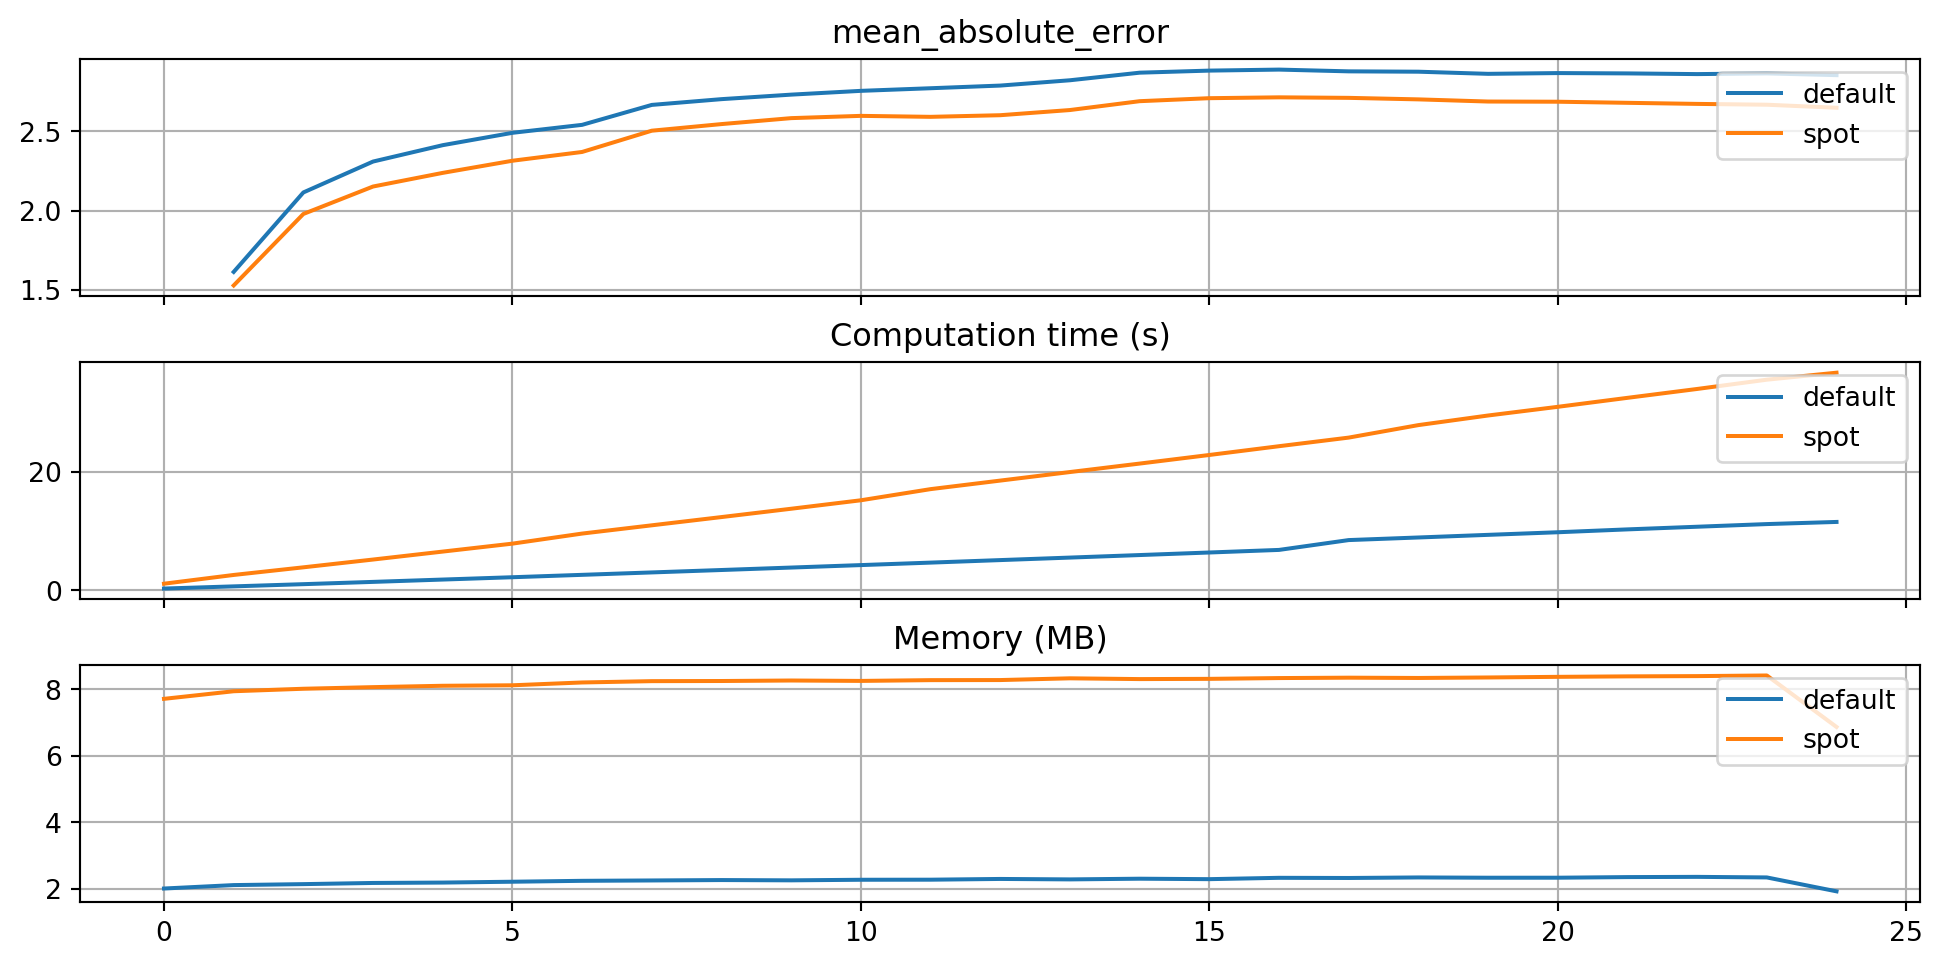 mean_absolute_error
2.5
2.0
1.5
default
spot
Computation time (s)
20
0
default
spot
Memory (MB)
8
6
4
2
default
spot
0 5 10 15 20 25